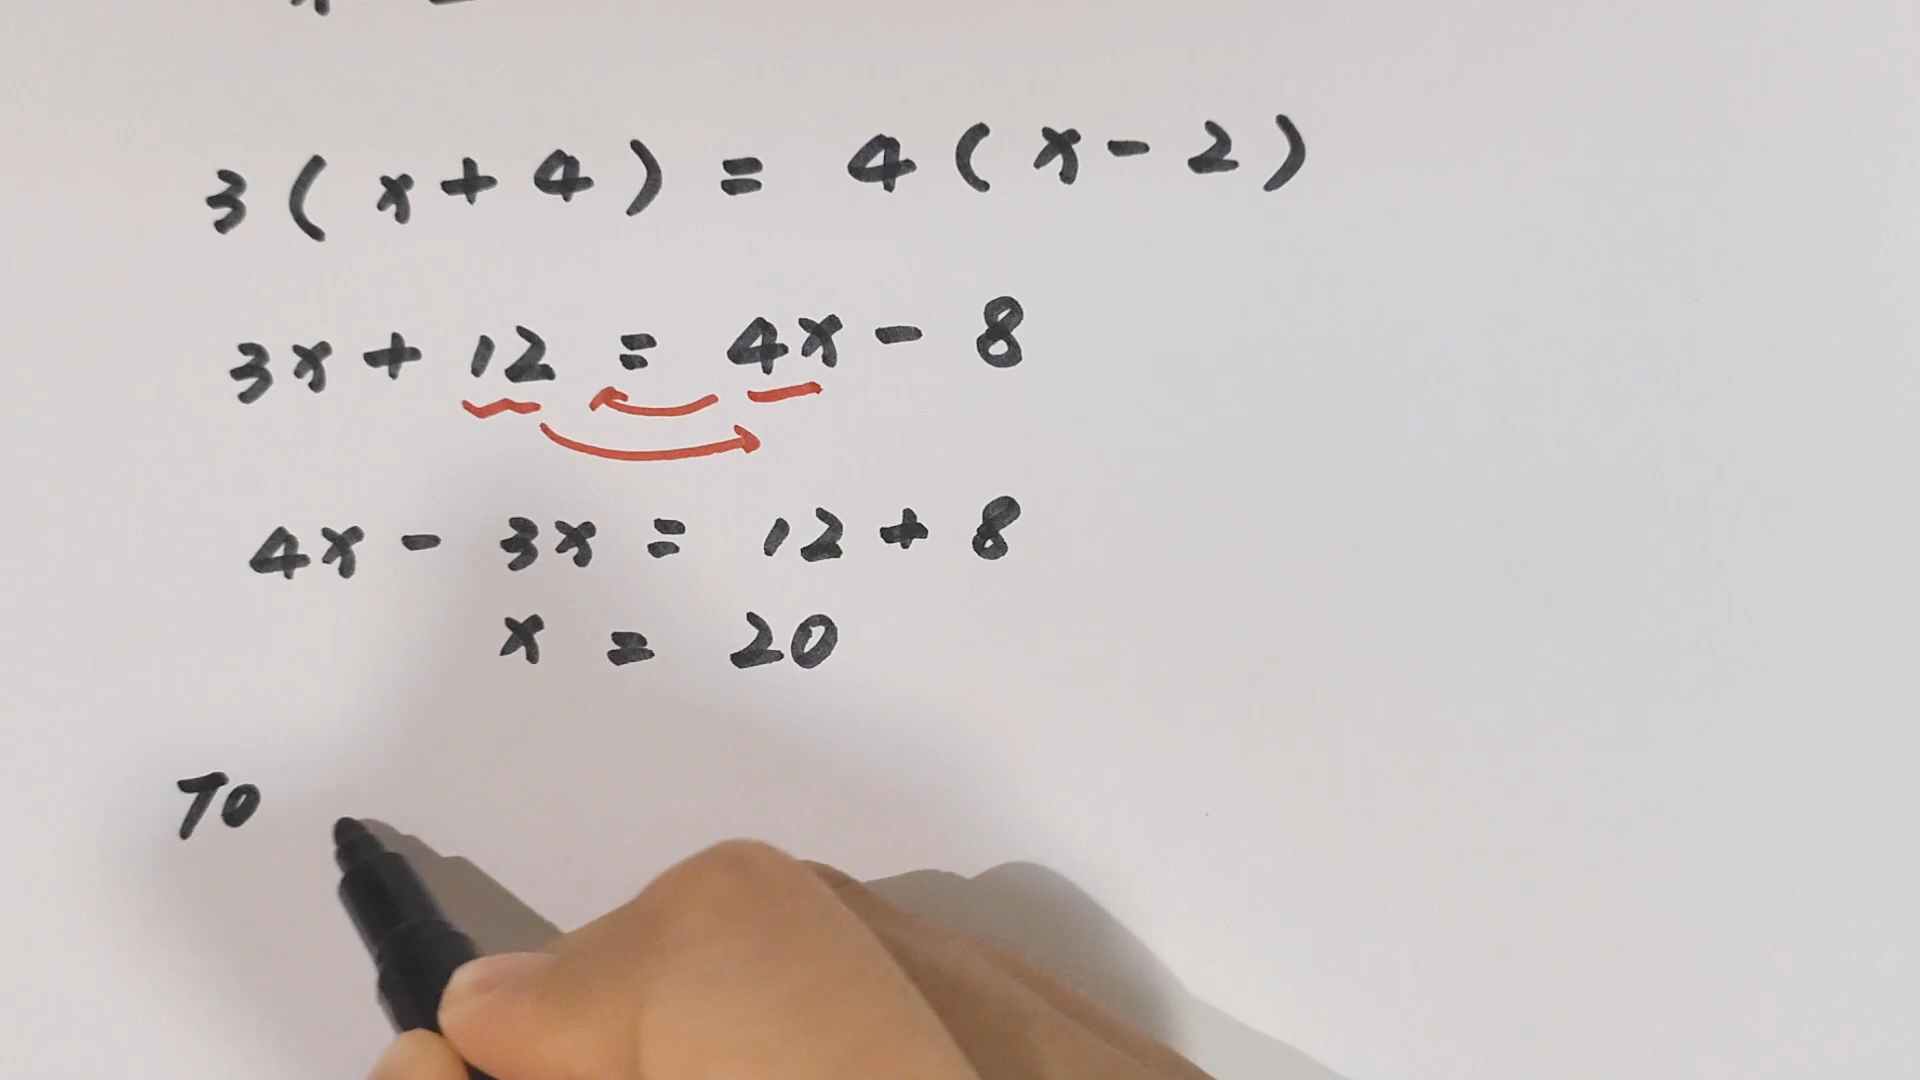 3(x+4) = 4(x-2)
3x + 12 = 4x - 8
4x - 3x = 12 + 8
x = 20
To